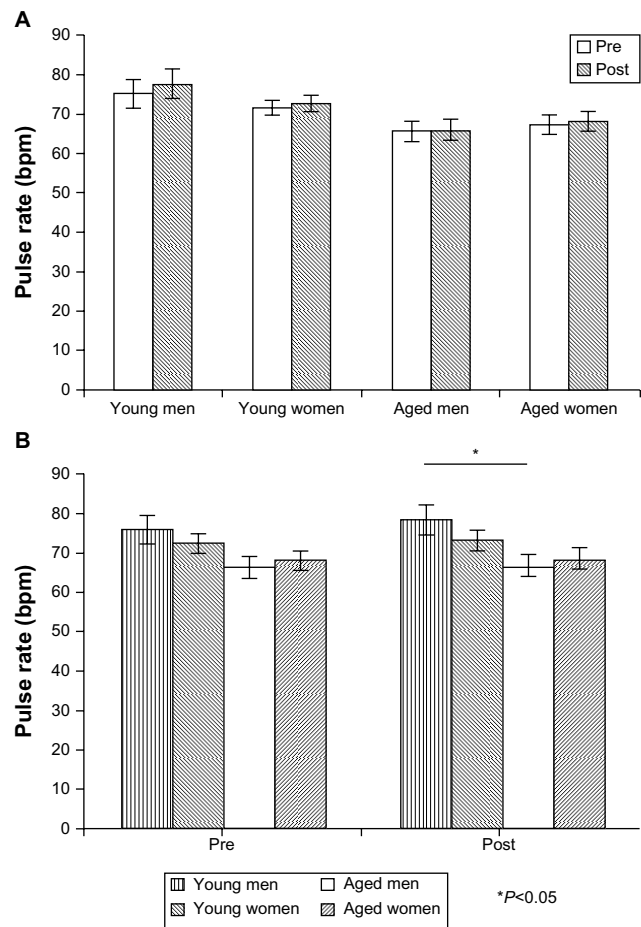 A
Pulse rate (bpm)
90
80
70
60
50
40
30
20
10
0
Pre
Post
Young men Young women Aged men Aged women
B
Pulse rate (bpm)
90
80
70
60
50
40
30
20
10
0
*
Pre Post
Young men Aged men
Young women Aged women
*P<0.05